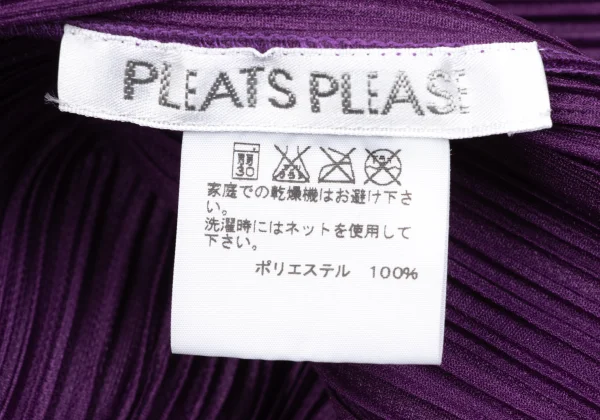 PLEATS PLEASE
弱 30
家庭での乾燥機はお避け下さ
い。
洗濯時にはネットを使用して
下さい。
ポリエステル 100%